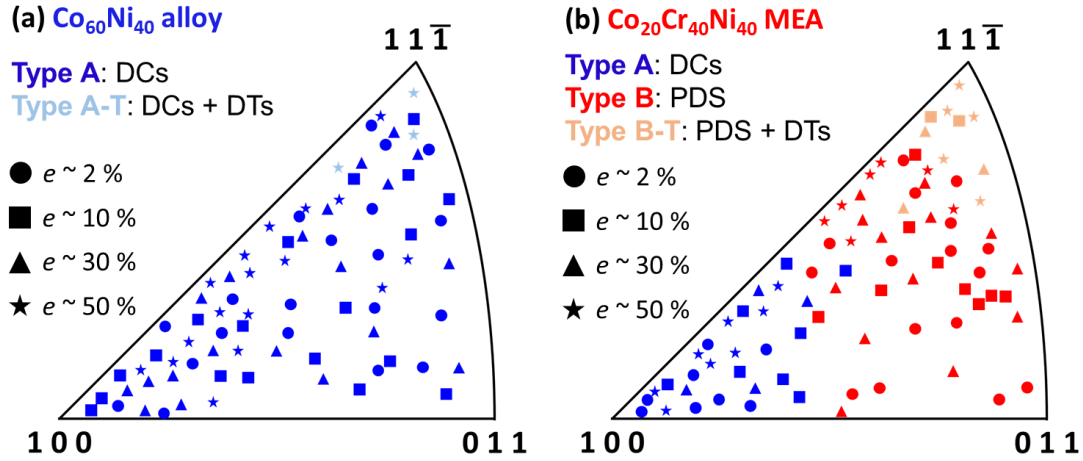 (a) Co₆₀Ni₄₀ alloy
1 1 1̅
Type A: DCs
Type A-T: DCs + DTs
e ~ 2 %
e ~ 10 %
e ~ 30 %
e ~ 50 %
1 0 0
0 1 1
(b) Co₂₀Cr₄₀Ni₄₀ MEA
1 1 1̅
Type A: DCs
Type B: PDS
Type B-T: PDS + DTs
e ~ 2 %
e ~ 10 %
e ~ 30 %
e ~ 50 %
1 0 0
0 1 1